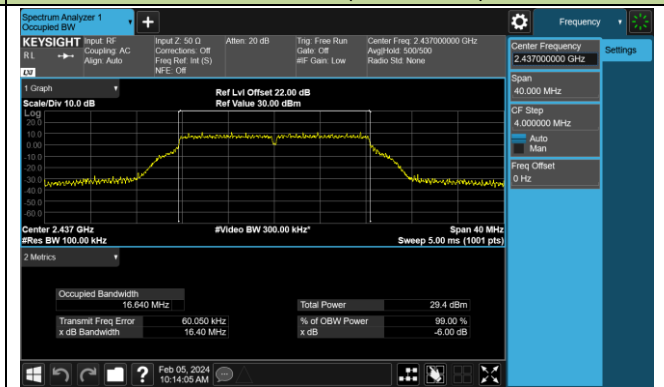 Spectrum Analyzer 1
Occupied BW
Frequency
KEYSIGHT
R L
LXI
Input: RF
Coupling: AC
Align: Auto
Input Z: 50 Ω
Corrections: Off
Freq Ref: Int (S)
NFE: Off
Atten: 20 dB
Trig: Free Run
Gate: Off
#IF Gain: Low
Center Freq: 2.437000000 GHz
Avg|Hold: 500/500
Radio Std: None
Center Frequency
2.437000000 GHz
Settings
Span
40.000 MHz
CF Step
4.000000 MHz
Auto
Man
Freq Offset
0 Hz
1 Graph
Scale/Div 10.0 dB
Ref Lvl Offset 22.00 dB
Ref Value 30.00 dBm
Log
20.0
10.0
0.00
-10.0
-20.0
-30.0
-40.0
-50.0
-60.0
Center 2.437 GHz
#Res BW 100.00 kHz
#Video BW 300.00 kHz*
Span 40 MHz
Sweep 5.00 ms (1001 pts)
2 Metrics
Occupied Bandwidth
16.640 MHz
Total Power 29.4 dBm
Transmit Freq Error 60.050 kHz
% of OBW Power 99.00 %
x dB Bandwidth 16.40 MHz
x dB -6.00 dB
?
Feb 05, 2024
10:14:05 AM